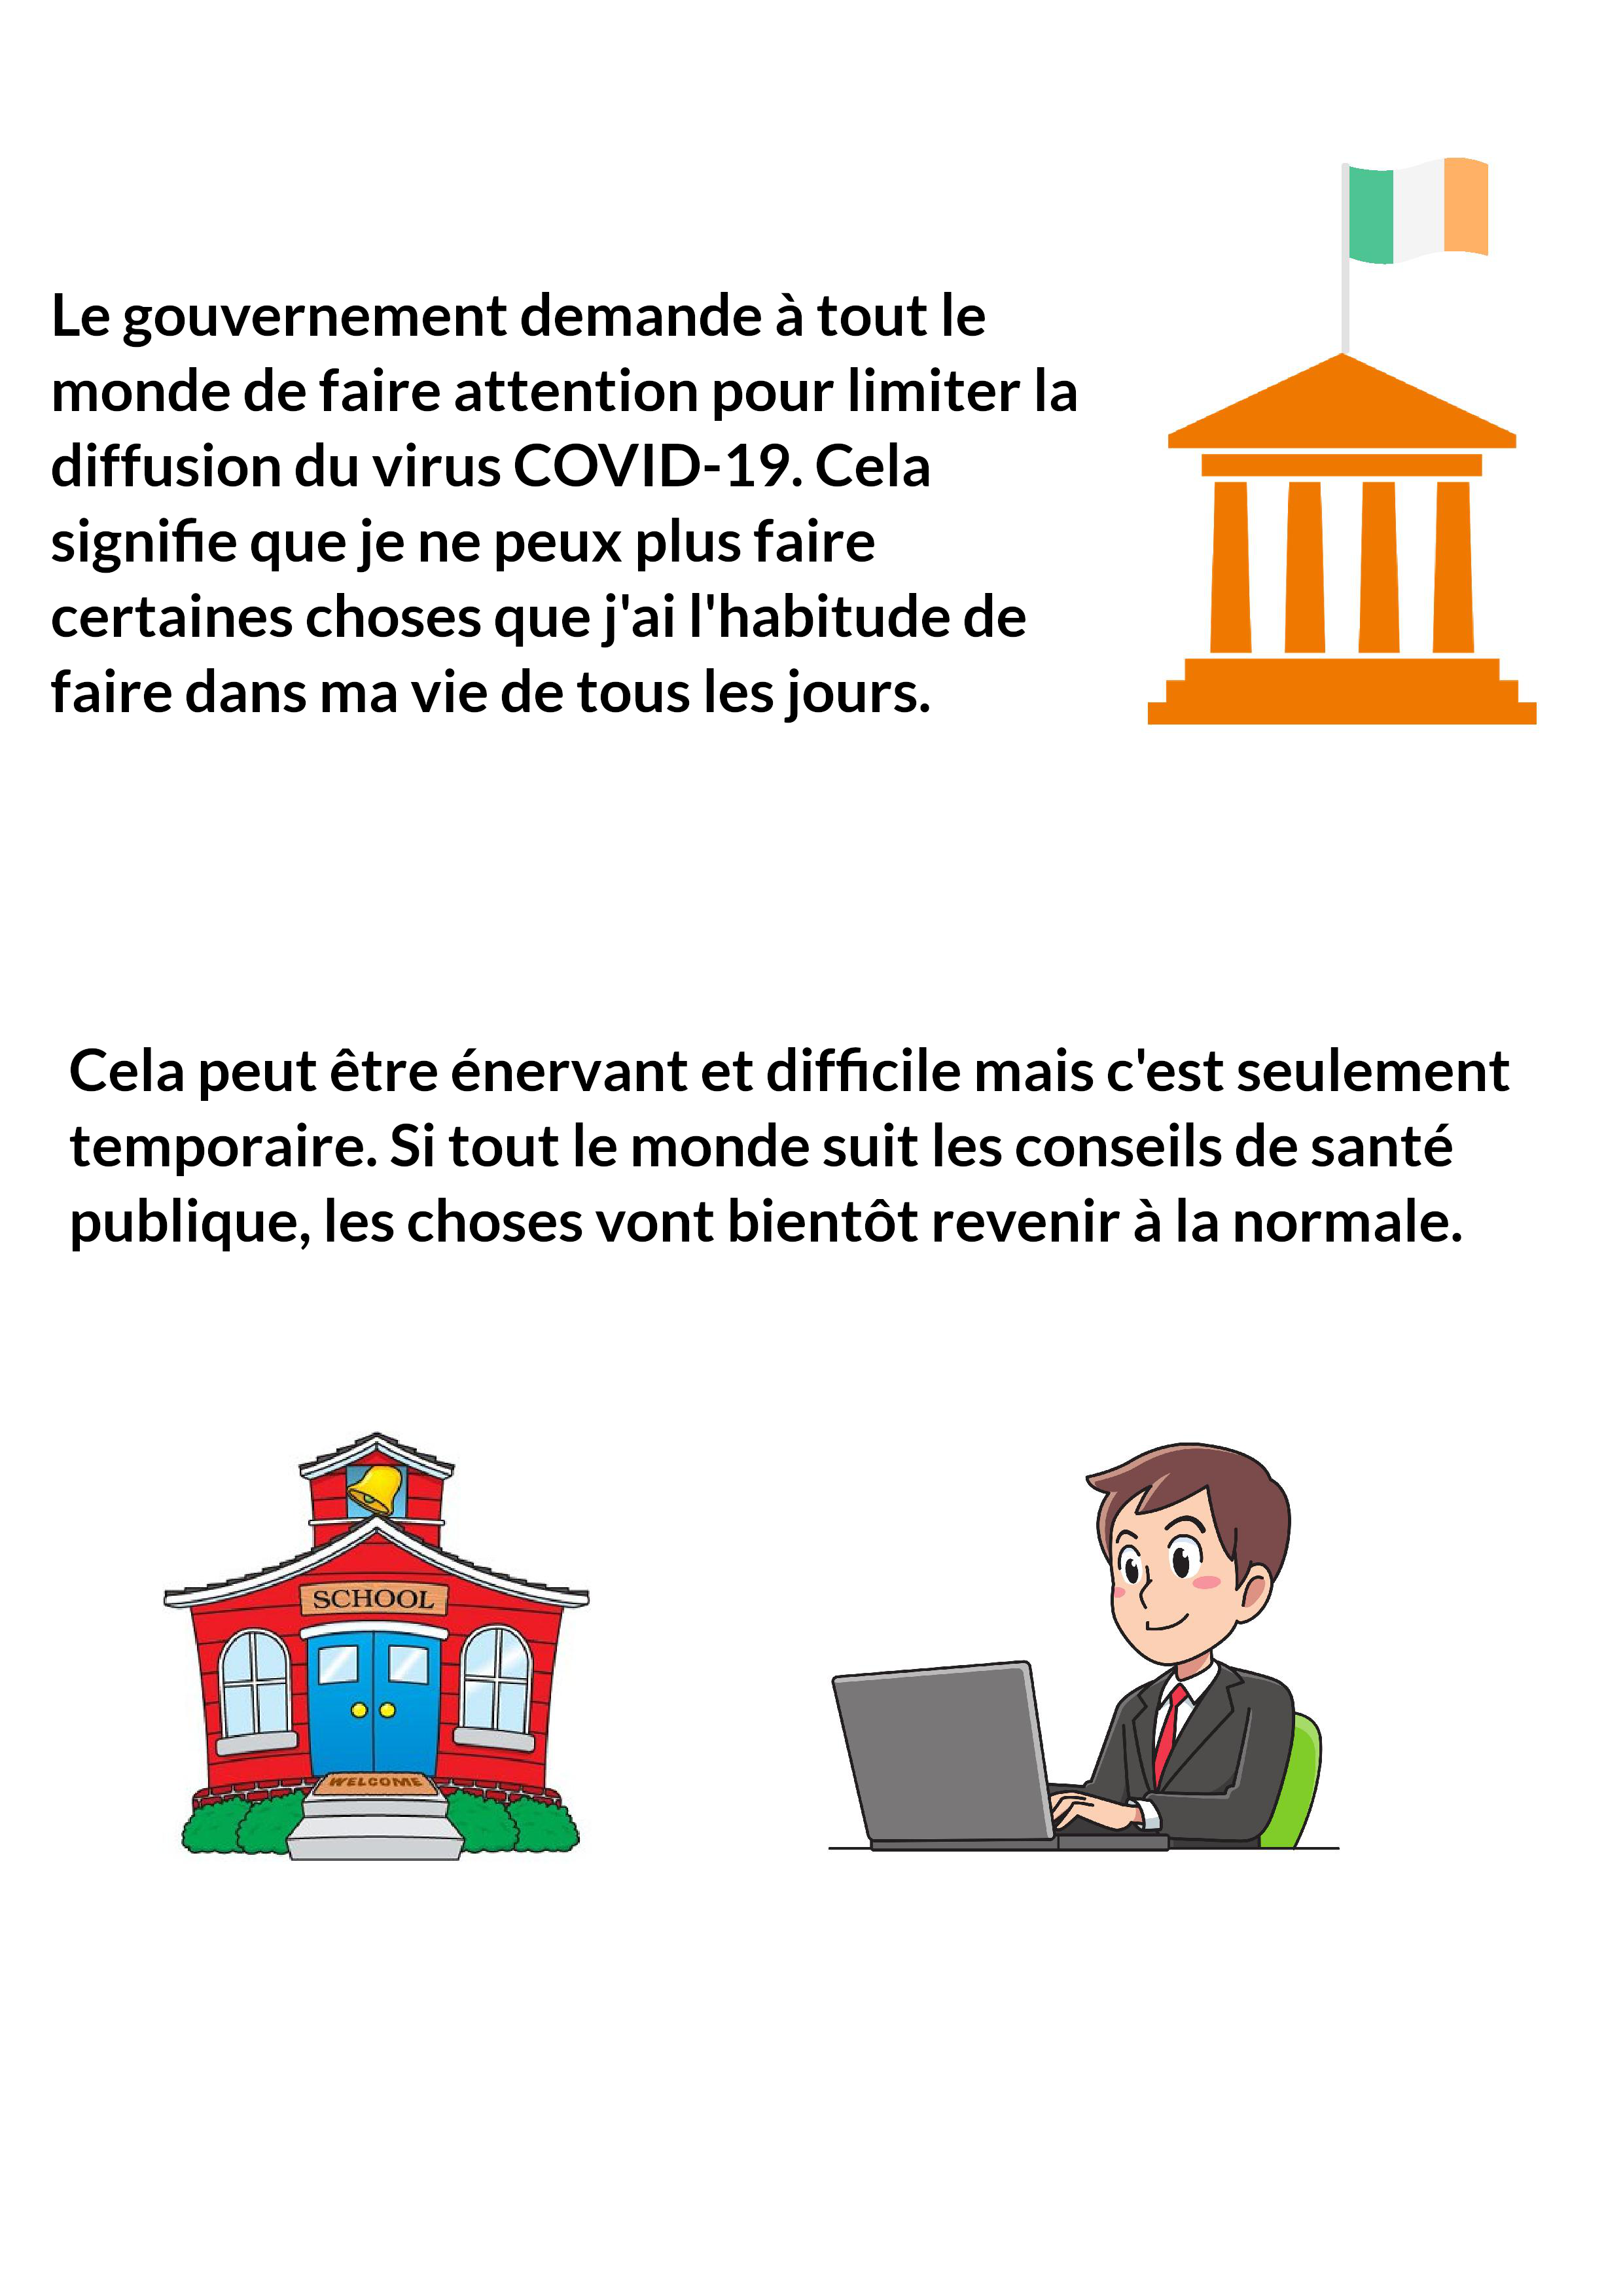 Le gouvernement demande à tout le
monde de faire attention pour limiter la
diffusion du virus COVID-19. Cela
signifie que je ne peux plus faire
certaines choses que j'ai l'habitude de
faire dans ma vie de tous les jours.
Cela peut être énervant et difficile mais c'est seulement
temporaire. Si tout le monde suit les conseils de santé
publique, les choses vont bientôt revenir à la normale.
SCHOOL
WELCOME